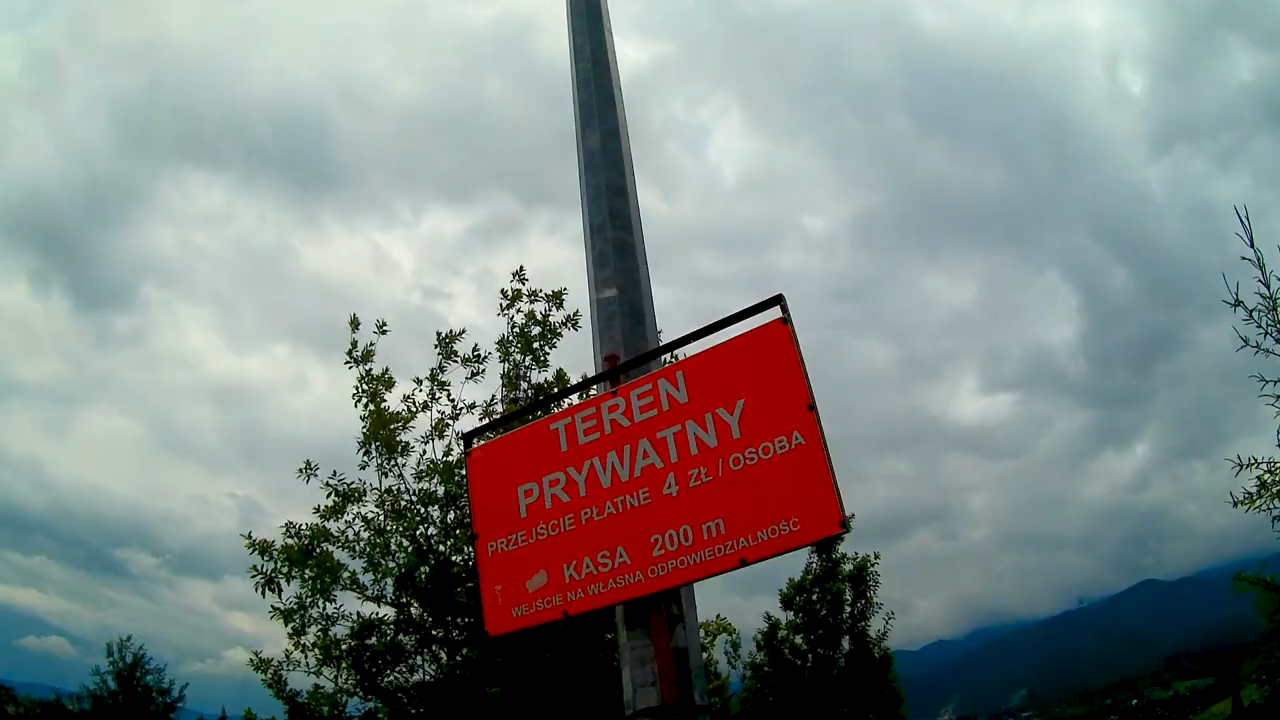 TEREN
PRYWATNY
PRZEJŚCIE PŁATNE 4 ZŁ / OSOBA
KASA 200 m
WEJŚCIE NA WŁASNĄ ODPOWIEDZIALNOŚĆ